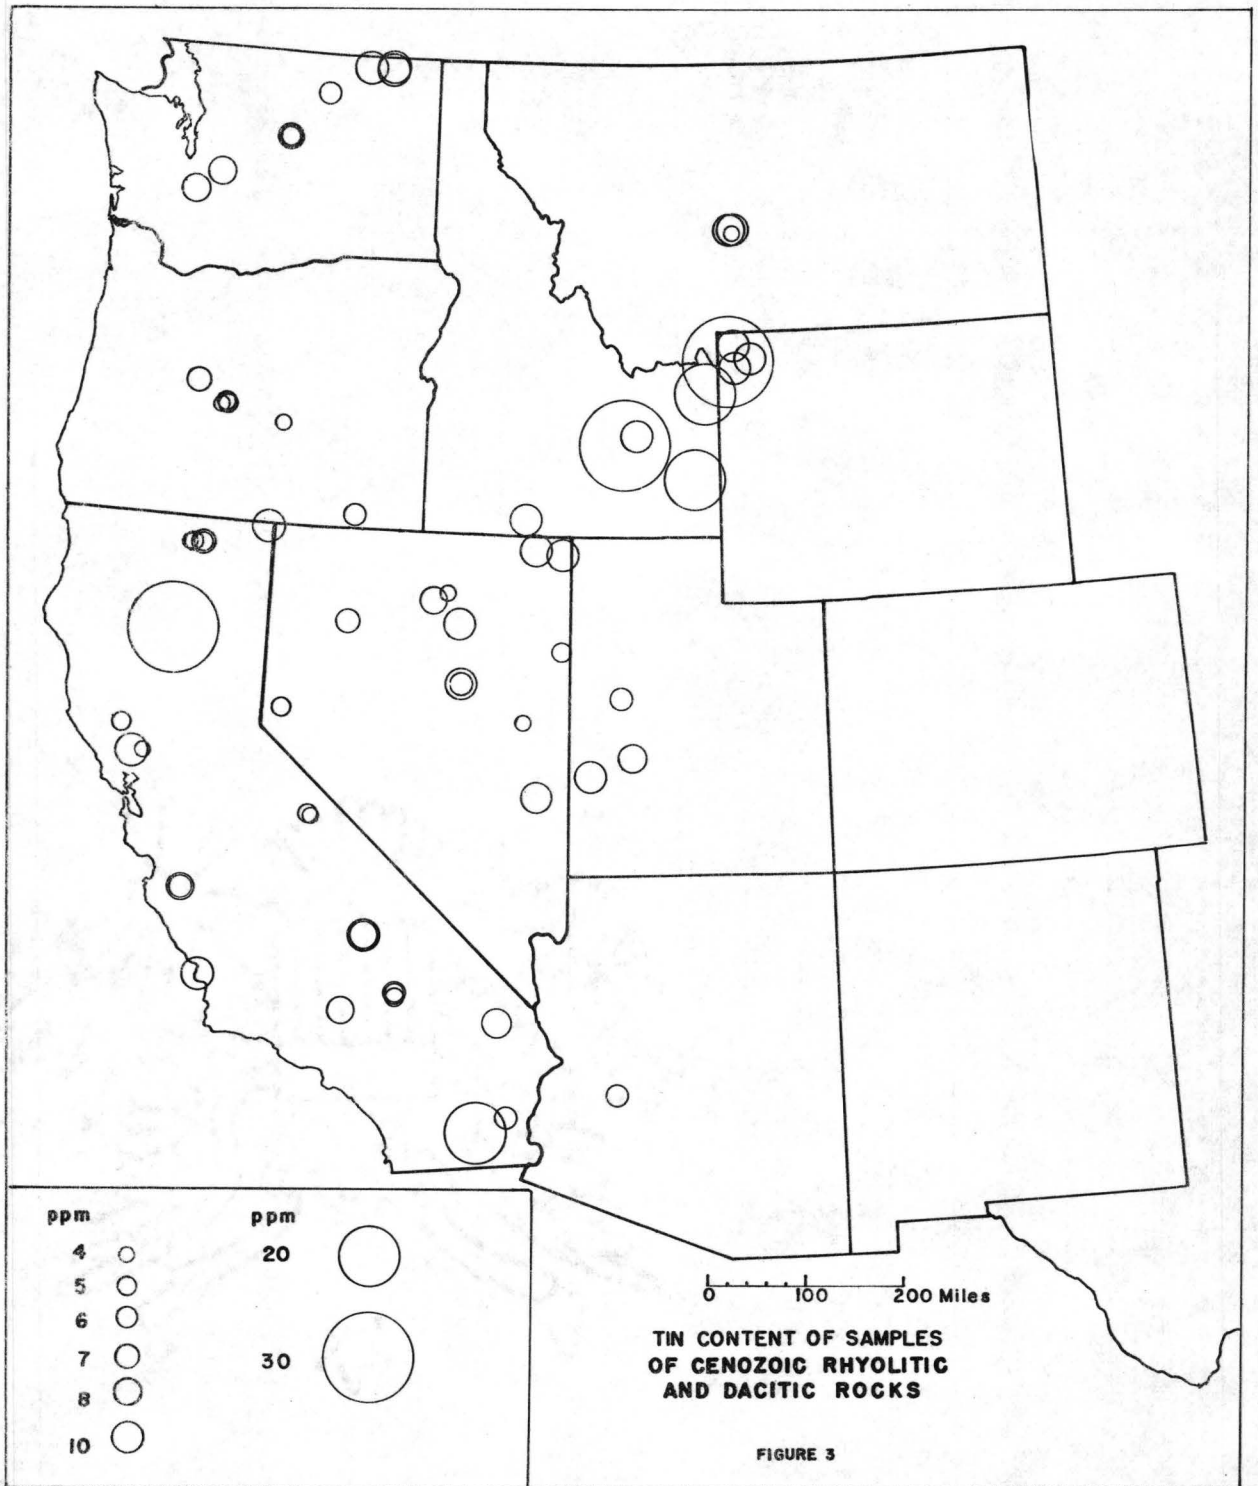 ppm ppm
4 20
5
6
7 30
8
10
0 100 200 Miles
TIN CONTENT OF SAMPLES
OF CENOZOIC RHYOLITIC
AND DACITIC ROCKS
FIGURE 3